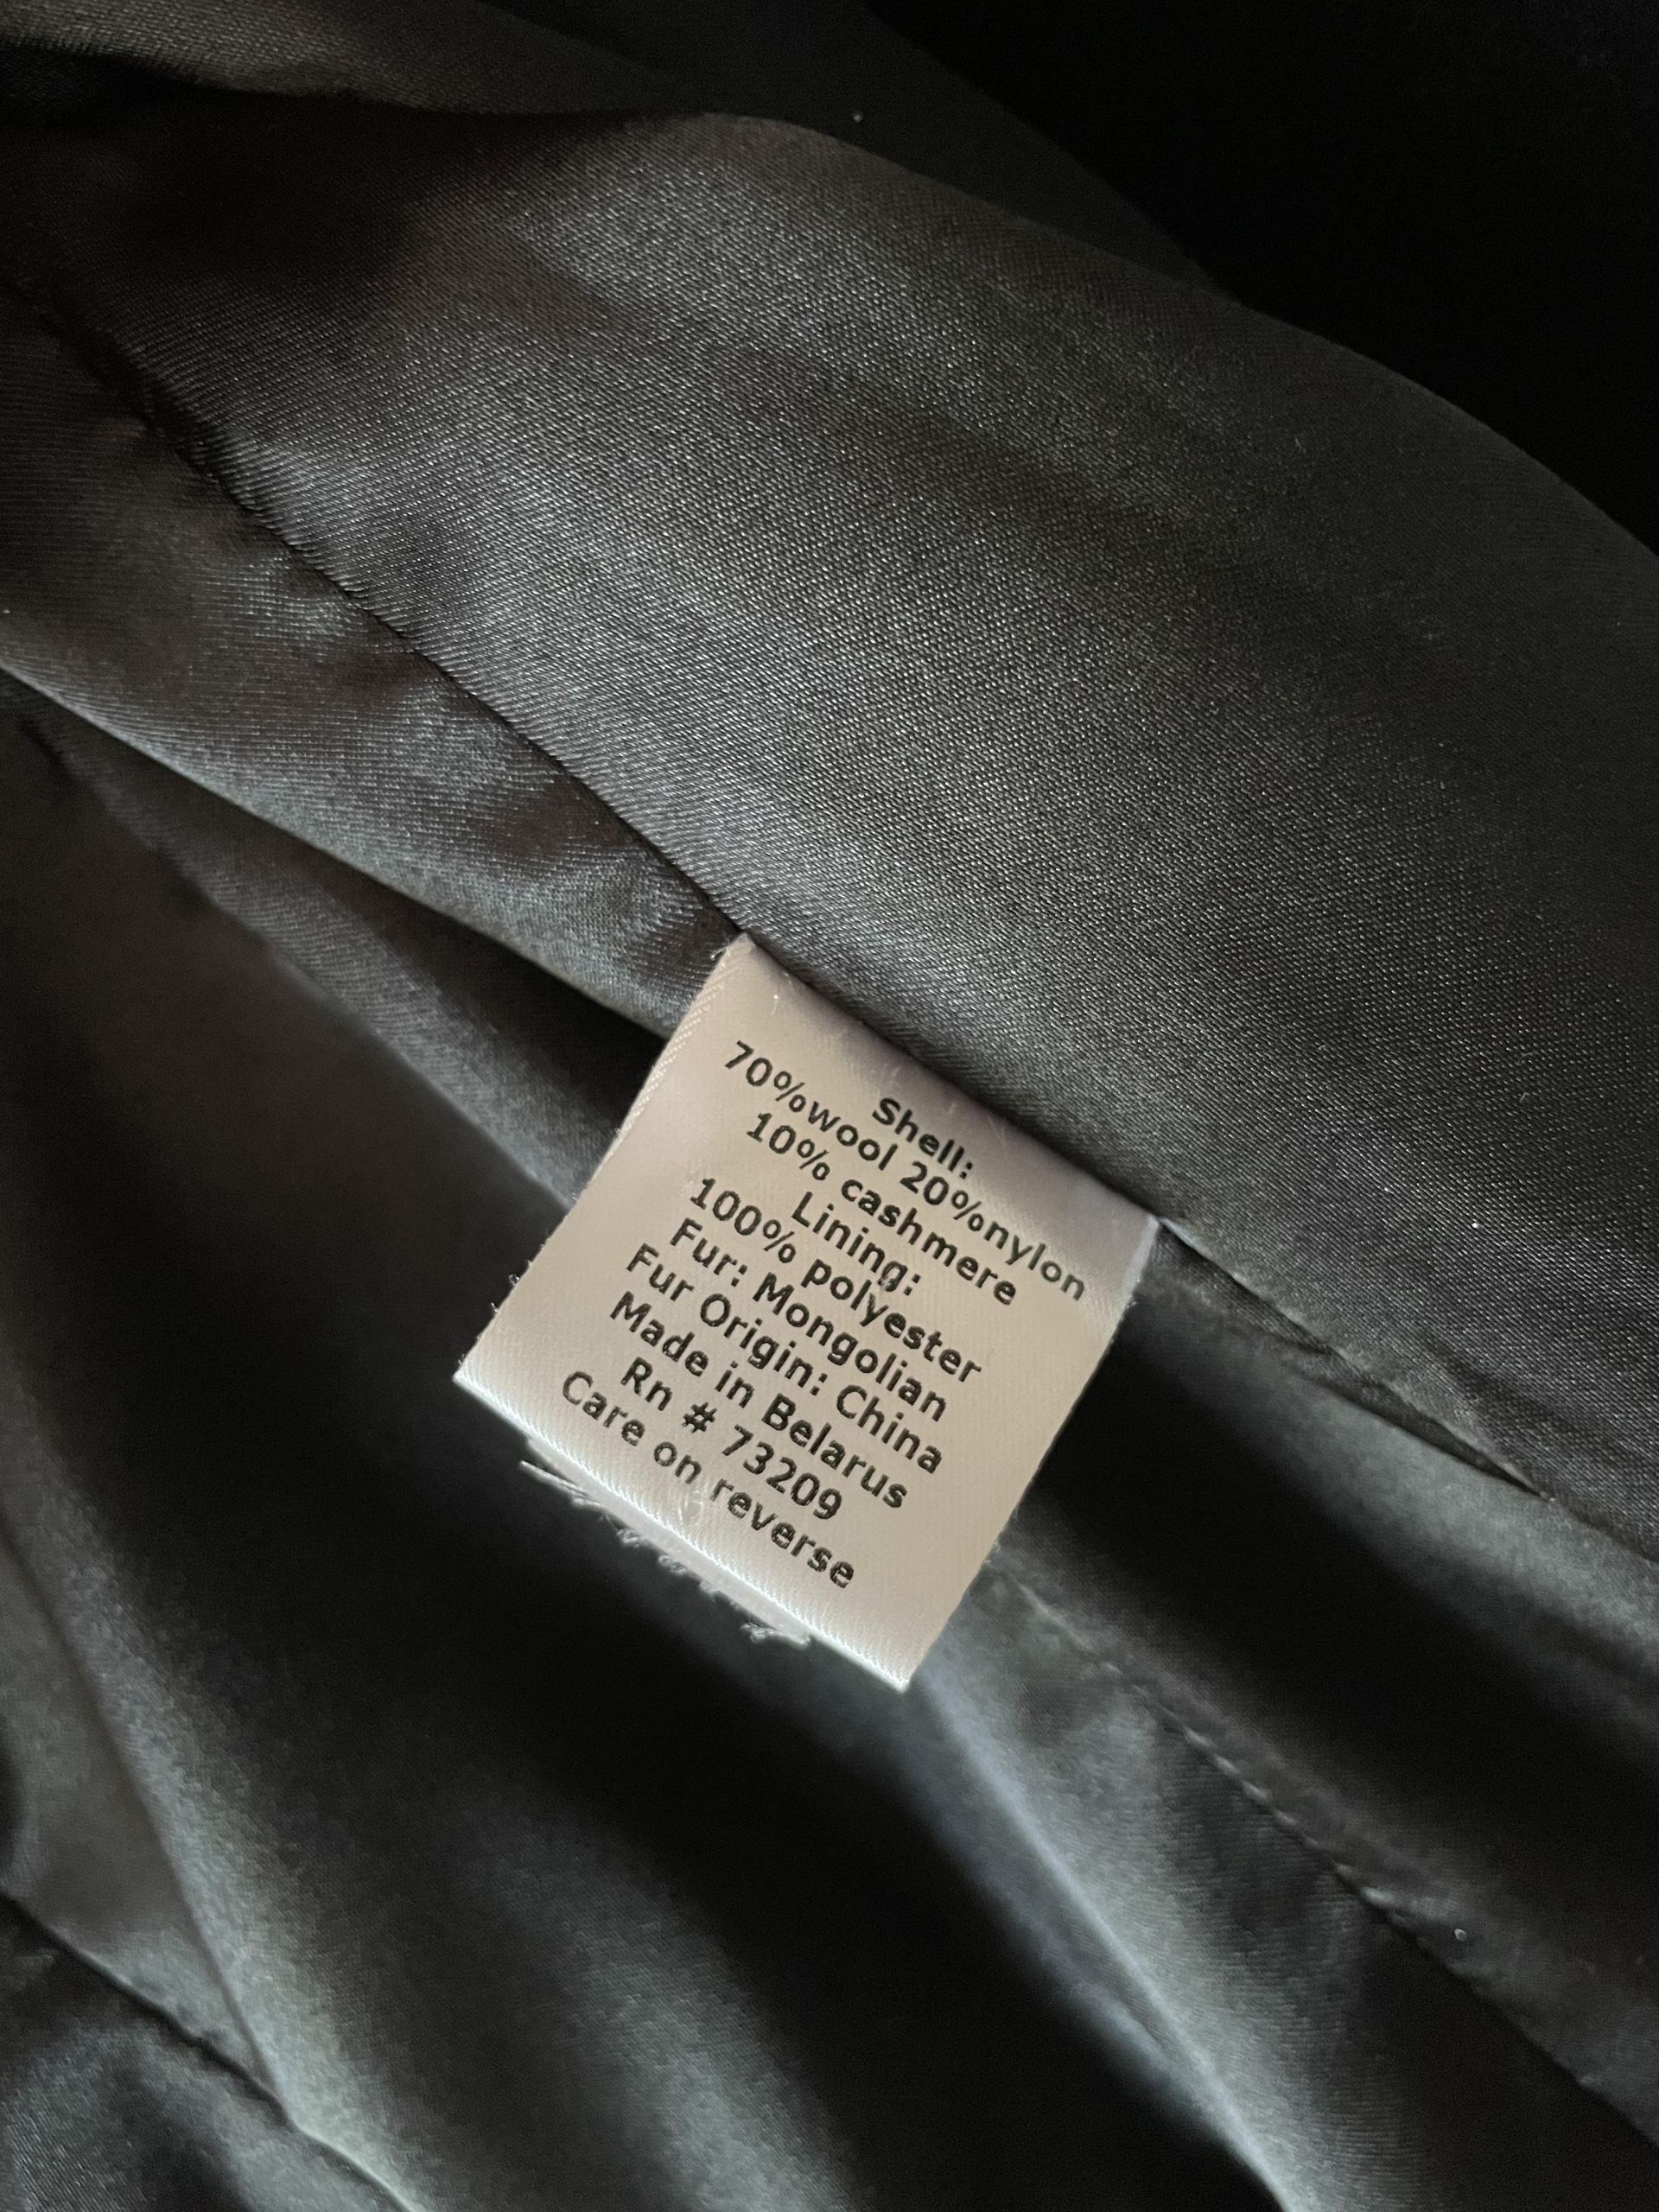 Shell:
70%wool 20%nylon
10% cashmere
Lining:
100% polyester
Fur: Mongolian
Fur Origin: China
Made in Belarus
Rn # 73209
Care on reverse